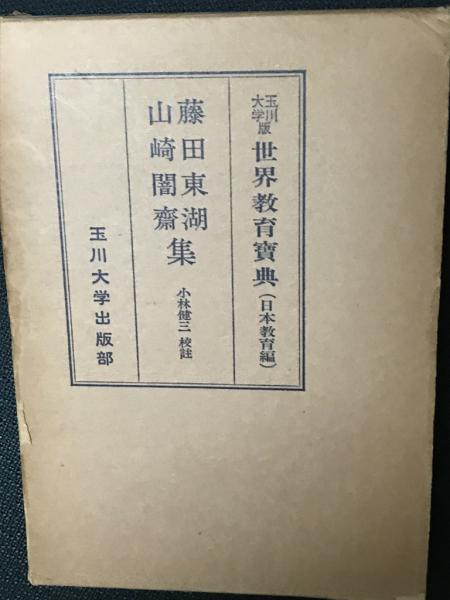 玉川大学版 世界教育寶典(日本教育編)
藤田東湖
山崎闇齋
集
小林健三 校註
玉川大学出版部